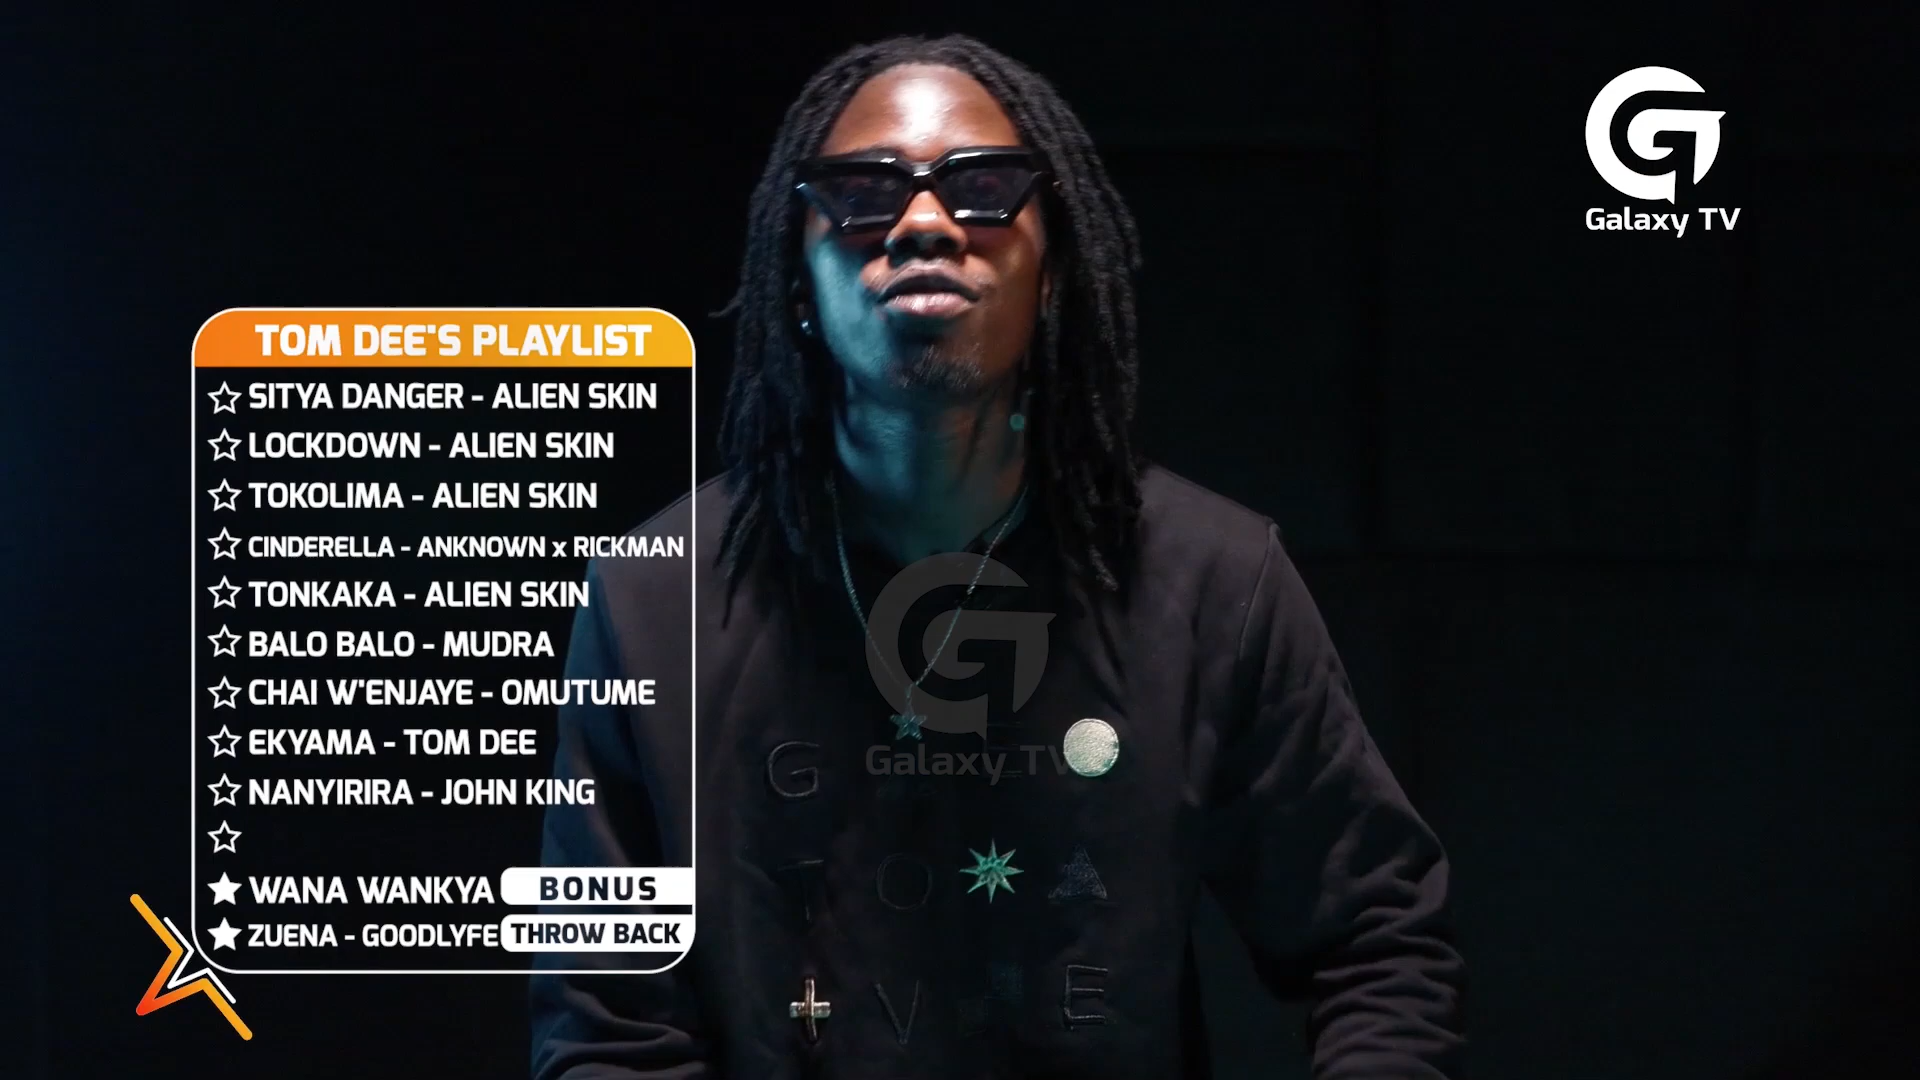 Galaxy TV
TOM DEE'S PLAYLIST
SITYA DANGER - ALIEN SKIN
LOCKDOWN - ALIEN SKIN
TOKOLIMA - ALIEN SKIN
CINDERELLA - ANKNOWN x RICKMAN
TONKAKA - ALIEN SKIN
BALO BALO - MUDRA
CHAI W'ENJAYE - OMUTUME
EKYAMA - TOM DEE
NANYIRIRA - JOHN KING
WANA WANKYA BONUS
ZUENA - GOODLYFE THROW BACK
Galaxy TV
G
T O A
V E